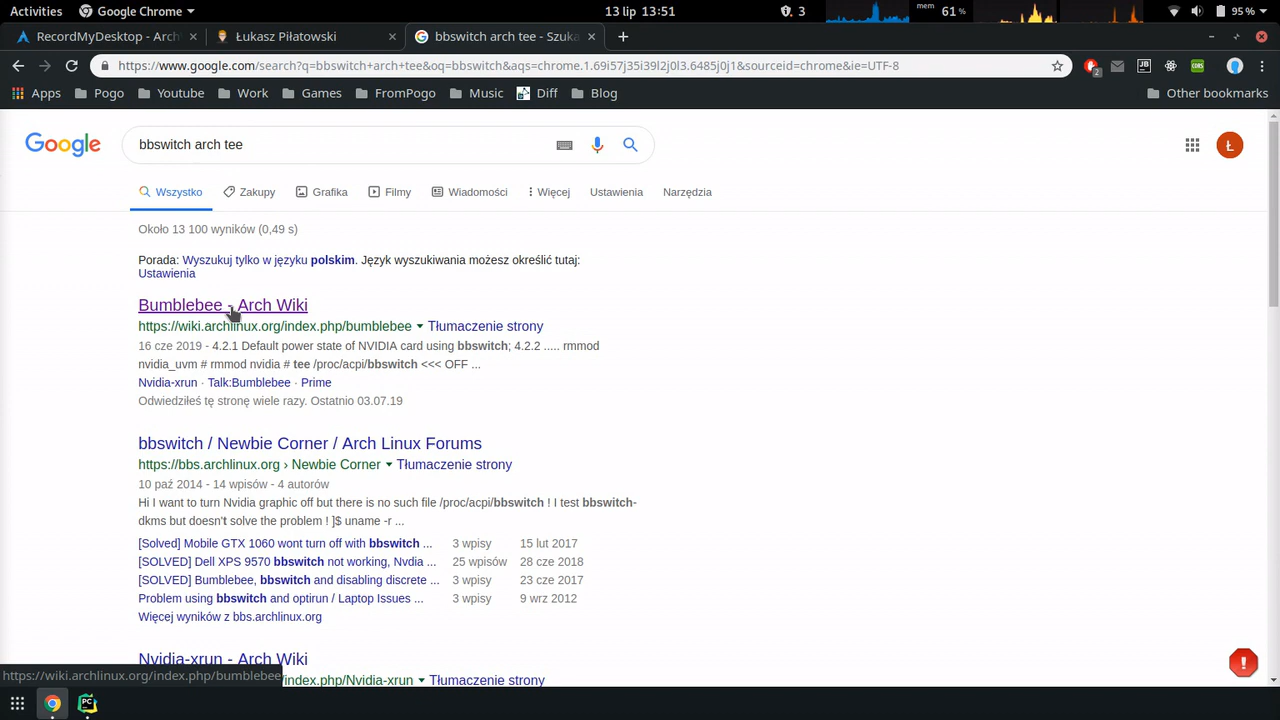 Activities Google Chrome 13 lip 13:51 3 mem 61 % 95 %
RecordMyDesktop - Arch Łukasz Piłatowski bbswitch arch tee - Szuka
https://www.google.com/search?q=bbswitch+arch+tee&oq=bbswitch&aqs=chrome.1.69i57j35i39l2j0l3.6485j0j1&sourceid=chrome&ie=UTF-8 2 JB CORS
Apps Pogo Youtube Work Games FromPogo Music Diff Blog Other bookmarks
Google bbswitch arch tee Ł
Wszystko Zakupy Grafika Filmy Wiadomości Więcej Ustawienia Narzędzia
Około 13 100 wyników (0,49 s)
Porada: Wyszukuj tylko w języku polskim. Język wyszukiwania możesz określić tutaj:
Ustawienia
Bumblebee - Arch Wiki
https://wiki.archlinux.org/index.php/bumblebee Tłumaczenie strony
16 cze 2019 - 4.2.1 Default power state of NVIDIA card using bbswitch; 4.2.2 ..... rmmod
nvidia_uvm # rmmod nvidia # tee /proc/acpi/bbswitch <<< OFF ...
Nvidia-xrun · Talk:Bumblebee · Prime
Odwiedziłeś tę stronę wiele razy. Ostatnio 03.07.19
bbswitch / Newbie Corner / Arch Linux Forums
https://bbs.archlinux.org › Newbie Corner Tłumaczenie strony
10 paź 2014 - 14 wpisów - 4 autorów
Hi I want to turn Nvidia graphic off but there is no such file /proc/acpi/bbswitch ! I test bbswitch-
dkms but doesn't solve the problem ! ]$ uname -r ...
[Solved] Mobile GTX 1060 wont turn off with bbswitch ... 3 wpisy 15 lut 2017
[SOLVED] Dell XPS 9570 bbswitch not working, Nvdia ... 25 wpisów 28 cze 2018
[SOLVED] Bumblebee, bbswitch and disabling discrete ... 3 wpisy 23 cze 2017
Problem using bbswitch and optirun / Laptop Issues ... 3 wpisy 9 wrz 2012
Więcej wyników z bbs.archlinux.org
Nvidia-xrun - Arch Wiki
https://wiki.archlinux.org/index.php/bumblebee /index.php/Nvidia-xrun Tłumaczenie strony
PC